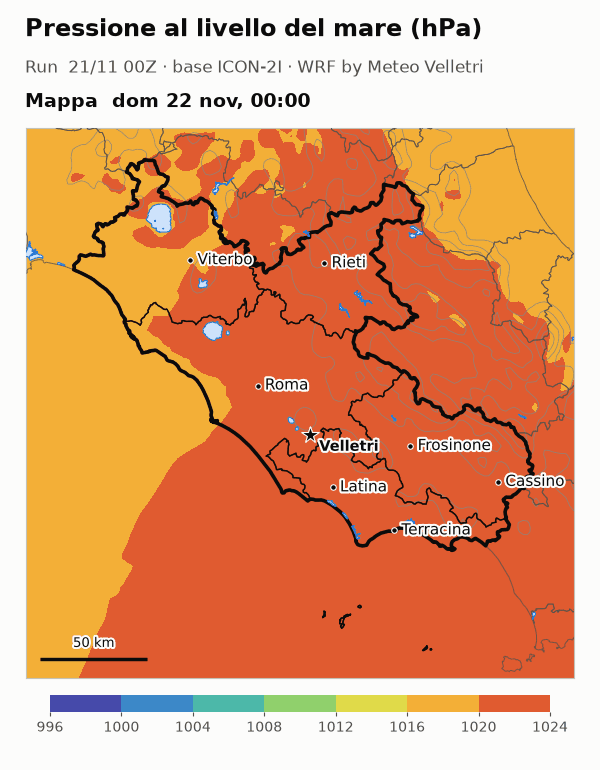 Pressione al livello del mare (hPa)
Run  21/11 00Z · base ICON-2I · WRF by Meteo Velletri
Mappa  dom 22 nov, 00:00
Viterbo
Rieti
Roma
Velletri
Frosinone
Cassino
Latina
Terracina
50 km
996 1000 1004 1008 1012 1016 1020 1024